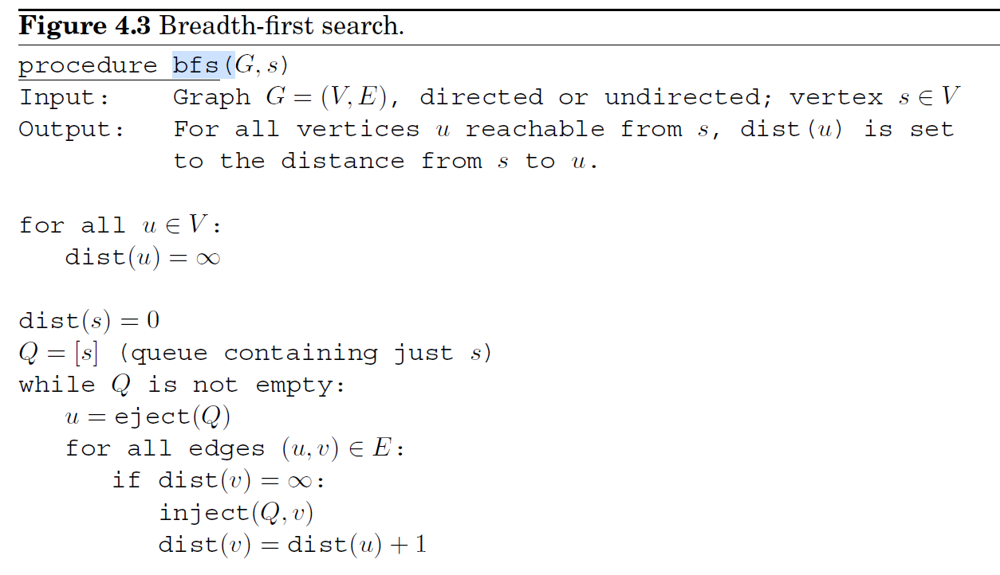 Figure 4.3 Breadth-first search.
procedure bfs(G, s)
Input: Graph G = (V, E), directed or undirected; vertex s ∈ V
Output: For all vertices u reachable from s, dist(u) is set
to the distance from s to u.
for all u ∈ V:
dist(u) = ∞
dist(s) = 0
Q = [s] (queue containing just s)
while Q is not empty:
u = eject(Q)
for all edges (u, v) ∈ E:
if dist(v) = ∞:
inject(Q, v)
dist(v) = dist(u) + 1